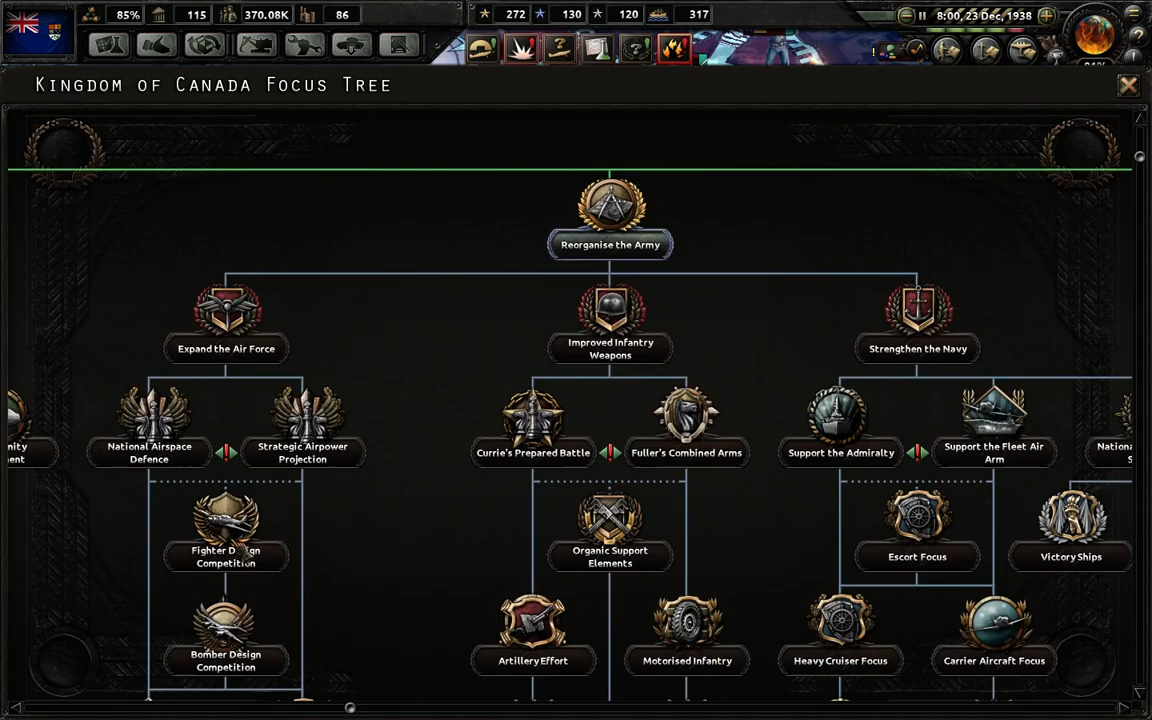 85% 115 370.08K 86 272 130 120 317 8:00, 23 Dec, 1938
91%
Kingdom of Canada Focus Tree
Reorganise the Army
Expand the Air Force
Improved Infantry
Weapons
Strengthen the Navy
National Airspace
Defence
Strategic Airpower
Projection
Currie's Prepared Battle
Fuller's Combined Arms
Support the Admiralty
Support the Fleet Air
Arm
Fighter Design
Competition
Organic Support
Elements
Escort Focus
Victory Ships
Bomber Design
Competition
Artillery Effort
Motorised Infantry
Heavy Cruiser Focus
Carrier Aircraft Focus